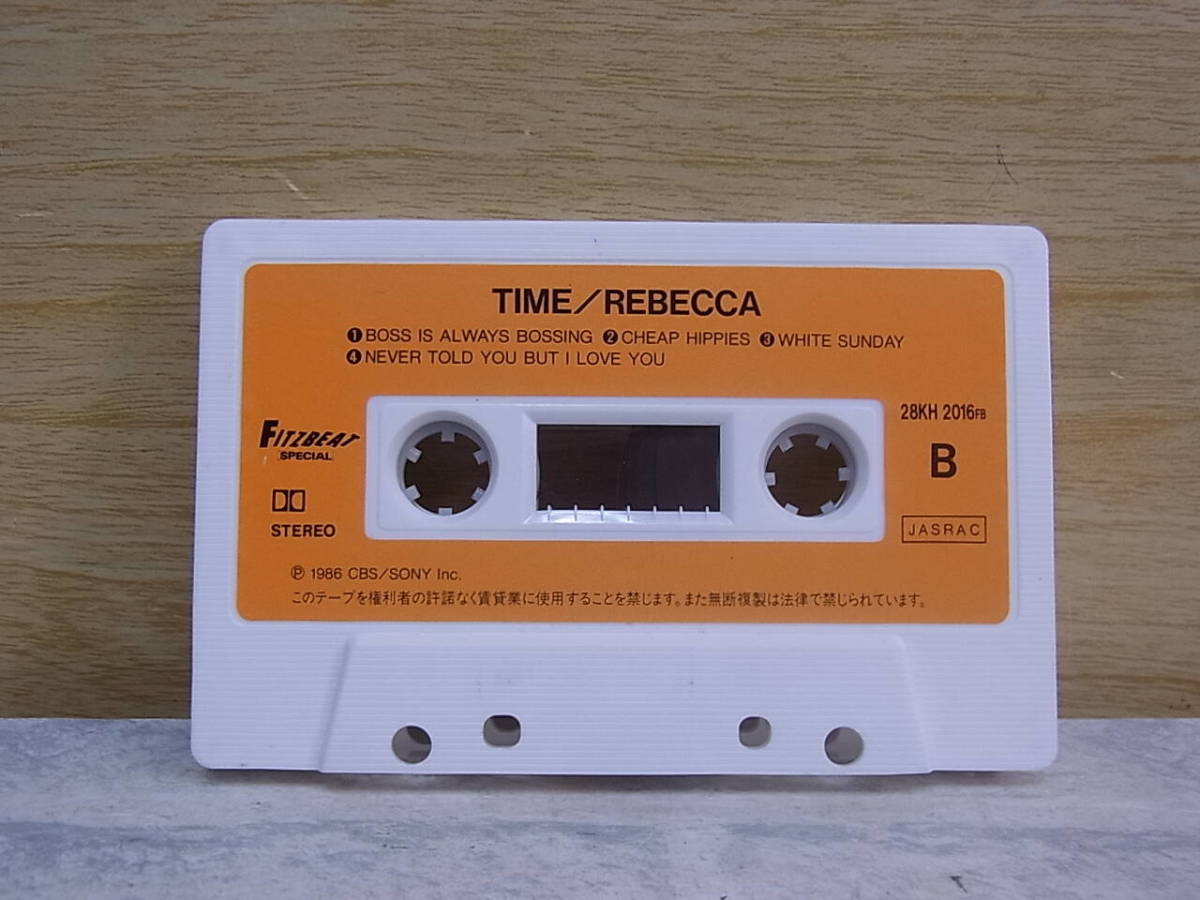 TIME/REBECCA
❶BOSS IS ALWAYS BOSSING ❷CHEAP HIPPIES ❸WHITE SUNDAY
❹NEVER TOLD YOU BUT I LOVE YOU
28KH 2016FB
FITZBEAT
SPECIAL
B
STEREO
JASRAC
℗ 1986 CBS/SONY Inc.
このテープを権利者の許諾なく賃貸業に使用することを禁じます。また無断複製は法律で禁じられています。